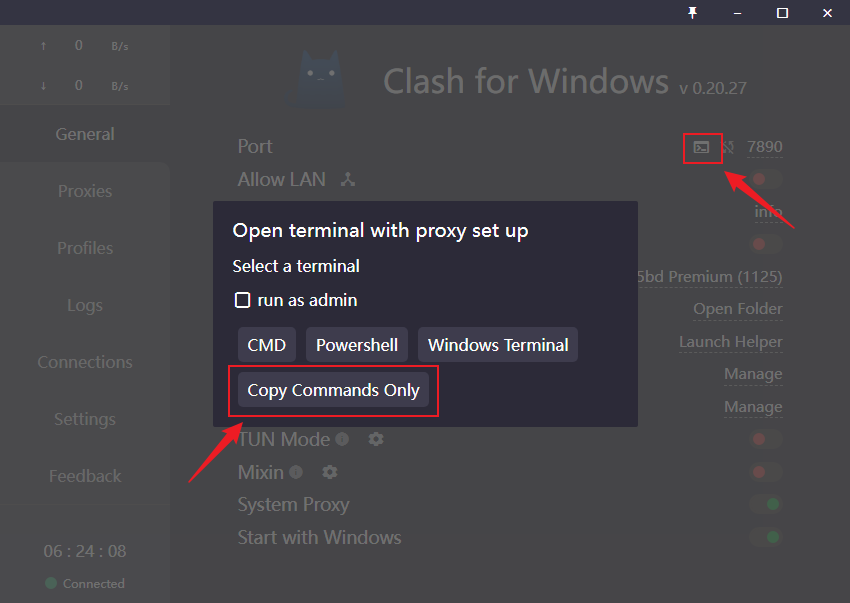 ↑ 0 B/s
↓ 0 B/s
General
Proxies
Profiles
Logs
Connections
Settings
Feedback
06 : 24 : 08
Connected
Clash for Windows v 0.20.27
Port 7890
Allow LAN
info
5bd Premium (1125)
Open Folder
Launch Helper
Manage
Manage
Open terminal with proxy set up
Select a terminal
run as admin
CMD Powershell Windows Terminal
Copy Commands Only
TUN Mode
Mixin
System Proxy
Start with Windows